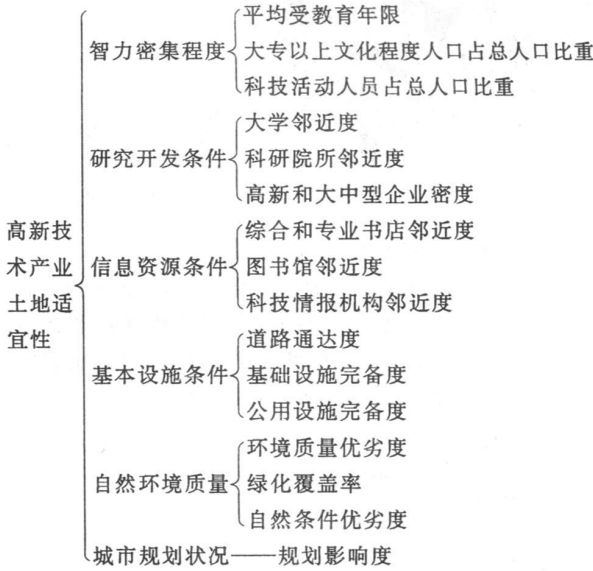 高新技
术产业
土地适
宜性
智力密集程度
平均受教育年限
大专以上文化程度人口占总人口比重
科技活动人员占总人口比重
研究开发条件
大学邻近度
科研院所邻近度
高新和大中型企业密度
信息资源条件
综合和专业书店邻近度
图书馆邻近度
科技情报机构邻近度
基本设施条件
道路通达度
基础设施完备度
公用设施完备度
自然环境质量
环境质量优劣度
绿化覆盖率
自然条件优劣度
城市规划状况——规划影响度